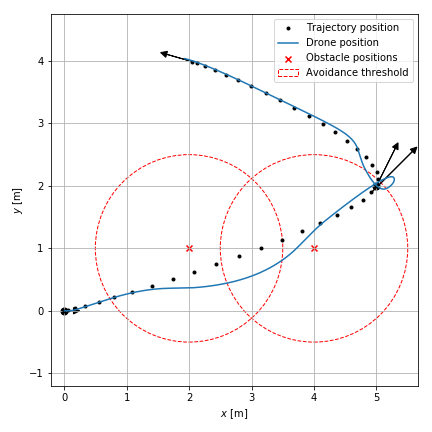 Trajectory position
Drone position
Obstacle positions
Avoidance threshold
4
3
2
1
0
−1
y [m]
0
1
2
3
4
5
x [m]